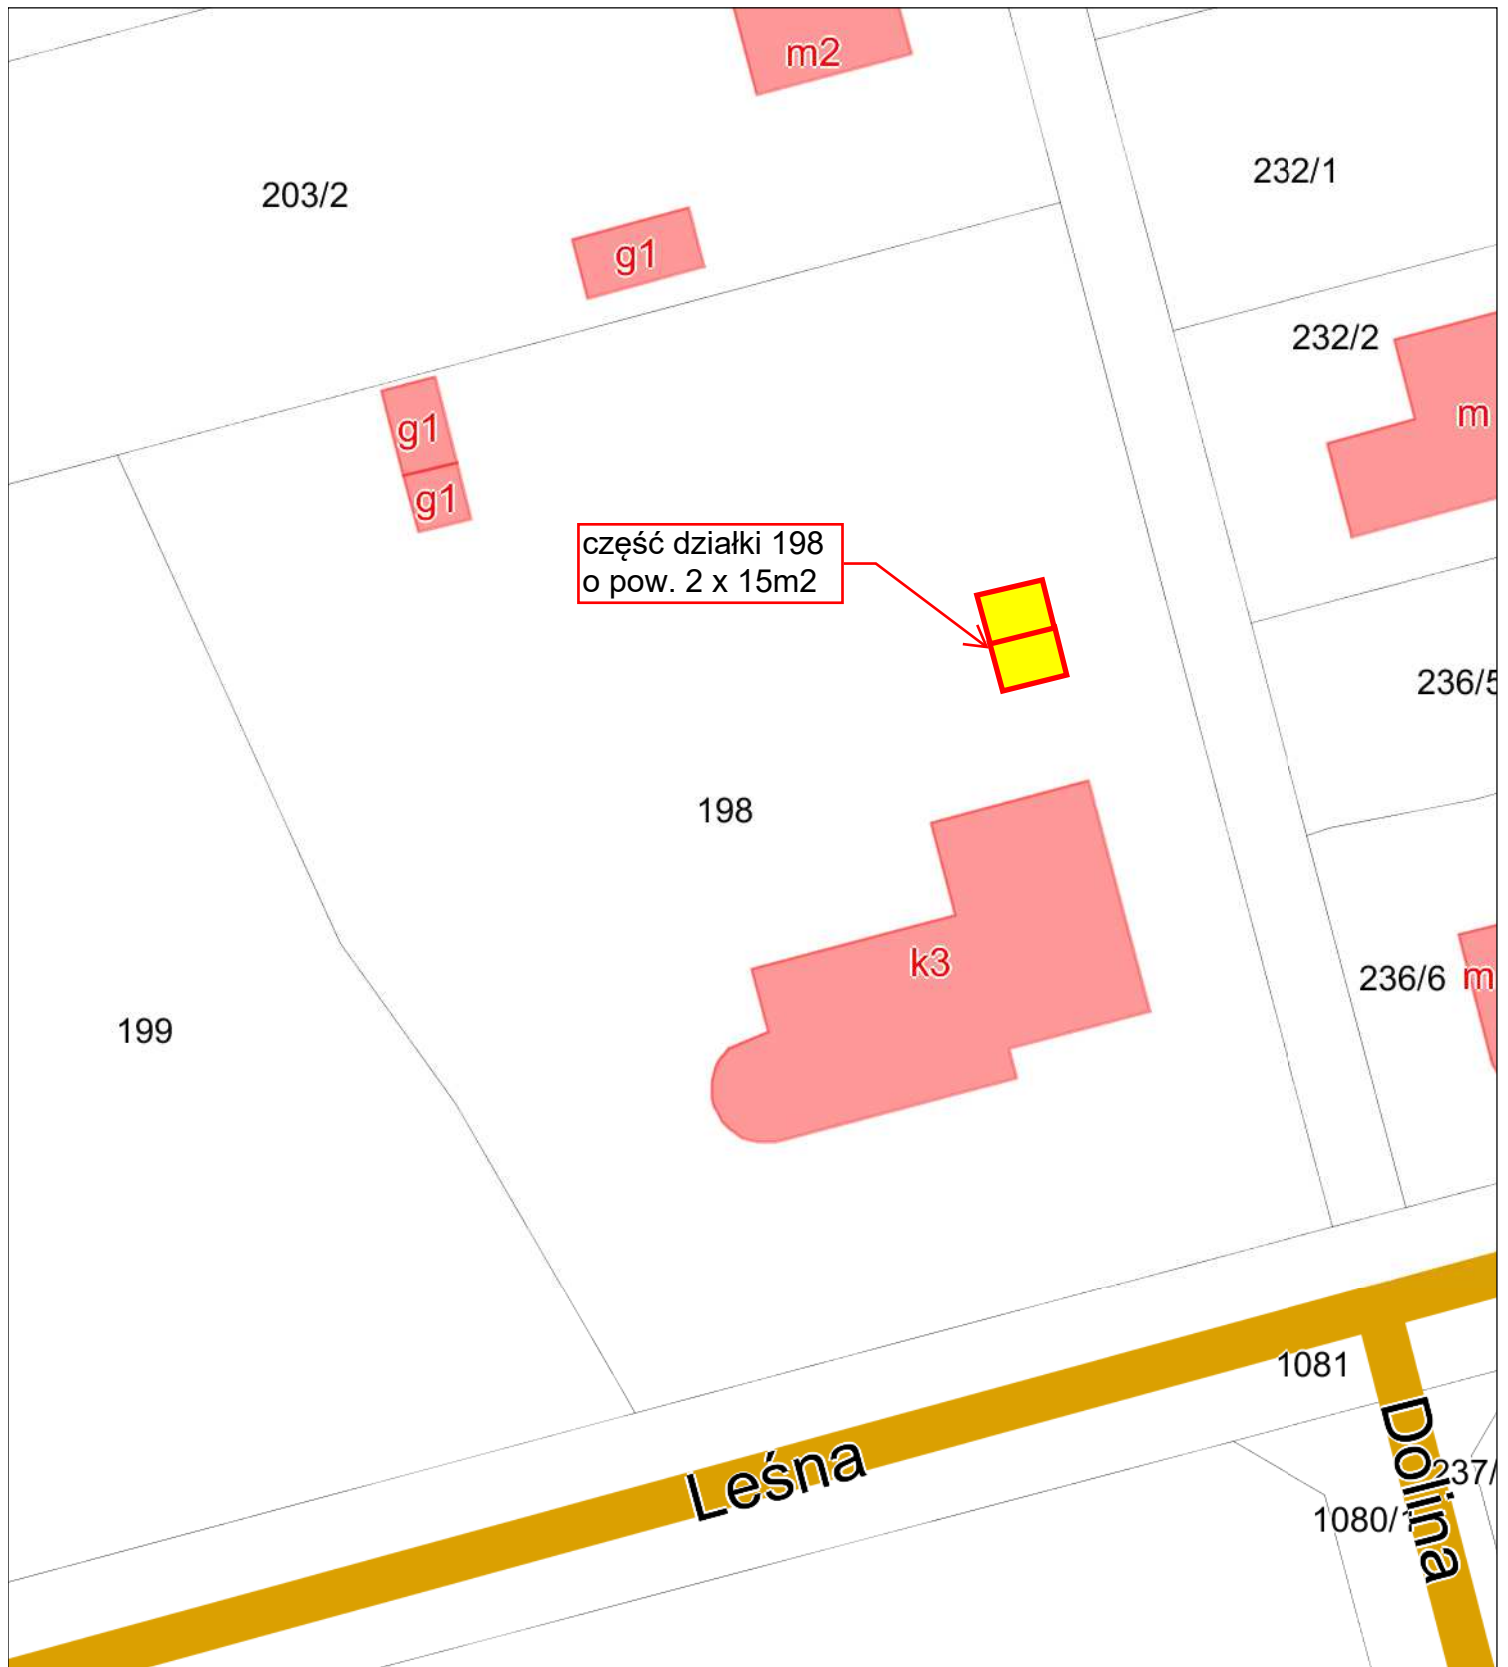 m2
203/2
232/1
g1
232/2
m
g1
g1
część działki 198
o pow. 2 x 15m2
236/5
198
k3
236/6
m
199
1081
Leśna
Dolina
237/
1080/1